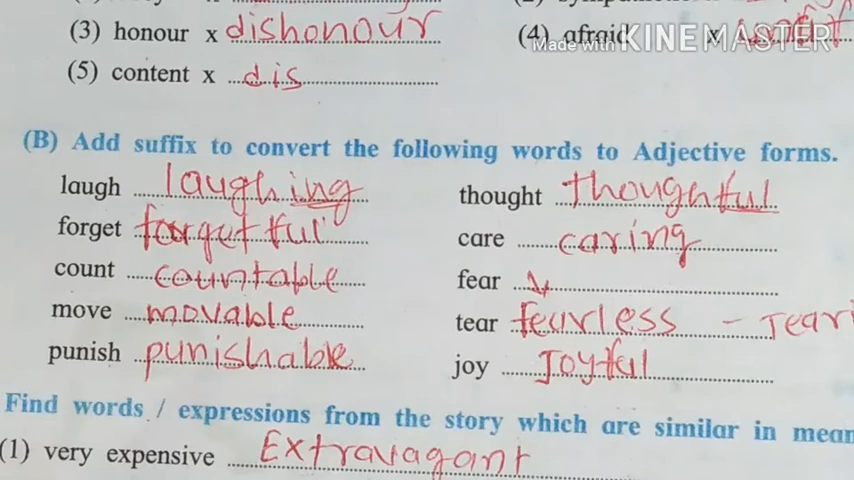 (3) honour x dishonour
(4) afraid x
Made with KINEMASTER
(5) content x dis
(B) Add suffix to convert the following words to Adjective forms.
laugh laughing
thought thoughtful
forget forgetful
care caring
count countable
fear
move movable
tear fearless - Teari
punish punishable
joy Joyful
Find words / expressions from the story which are similar in mean
(1) very expensive Extravagant